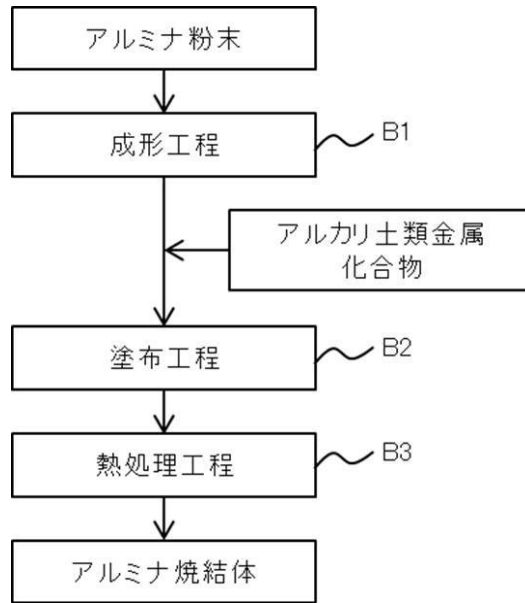 アルミナ粉末
成形工程
B1
アルカリ土類金属
化合物
塗布工程
B2
熱処理工程
B3
アルミナ焼結体